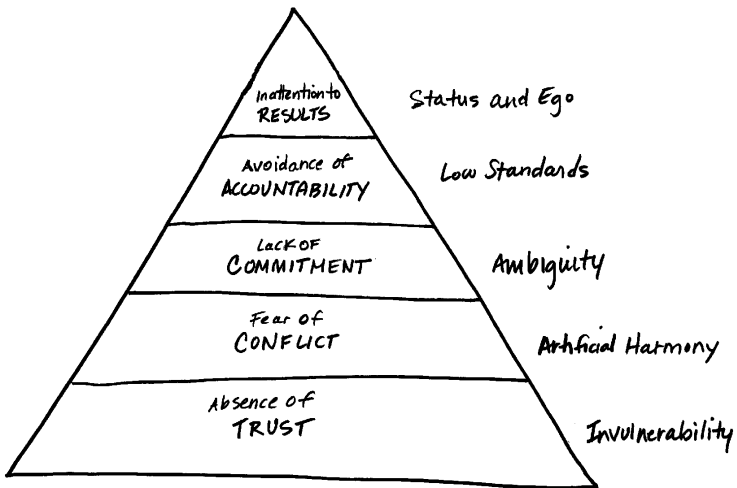 Inattention to
RESULTS
Status and Ego
Avoidance of
ACCOUNTABILITY
Low Standards
Lack OF
COMMITMENT
Ambiguity
Fear of
CONFLICT
Artificial Harmony
Absence of
TRUST
Invulnerability